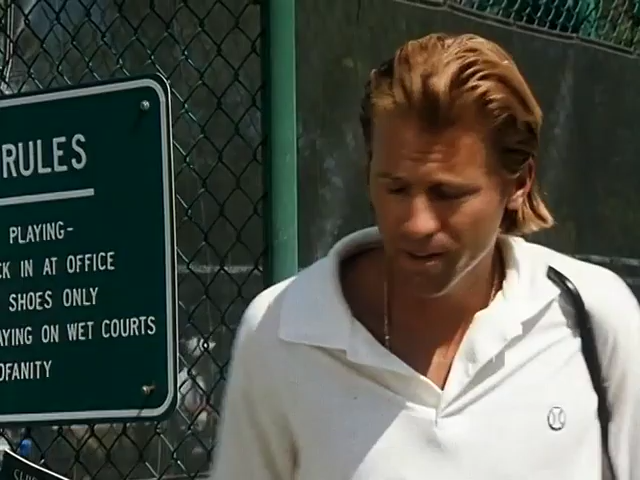 RULES
PLAYING-
CK IN AT OFFICE
SHOES ONLY
AYING ON WET COURTS
OFANITY